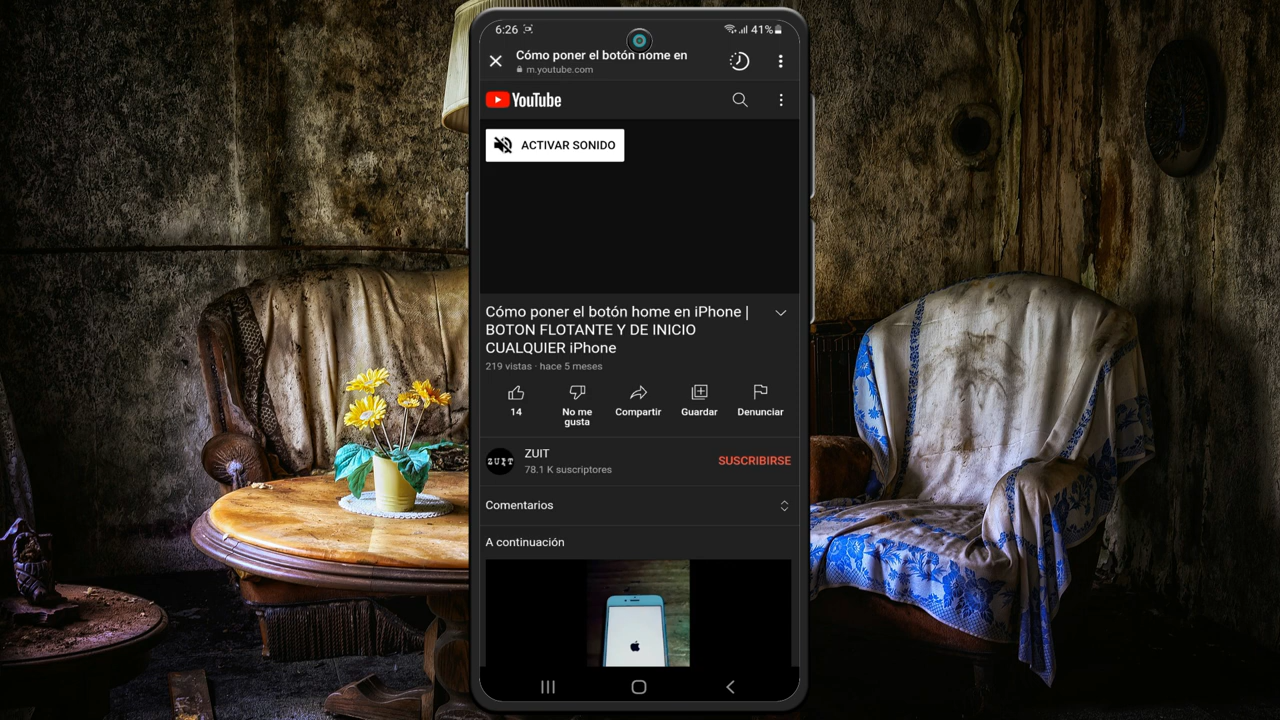 6:26
41%
Cómo poner el botón home en
m.youtube.com
YouTube
ACTIVAR SONIDO
Cómo poner el botón home en iPhone |
BOTON FLOTANTE Y DE INICIO
CUALQUIER iPhone
219 vistas · hace 5 meses
14
No me
gusta
Compartir
Guardar
Denunciar
ZUIT
ZUIT
78.1 K suscriptores
SUSCRIBIRSE
Comentarios
A continuación